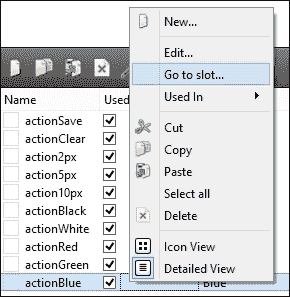 New...
Edit...
Go to slot...
Used In
Cut
Copy
Paste
Select all
Delete
Icon View
Detailed View
Name
Used
actionSave
actionClear
action2px
action5px
action10px
actionBlack
actionWhite
actionRed
actionGreen
actionBlue
Blue